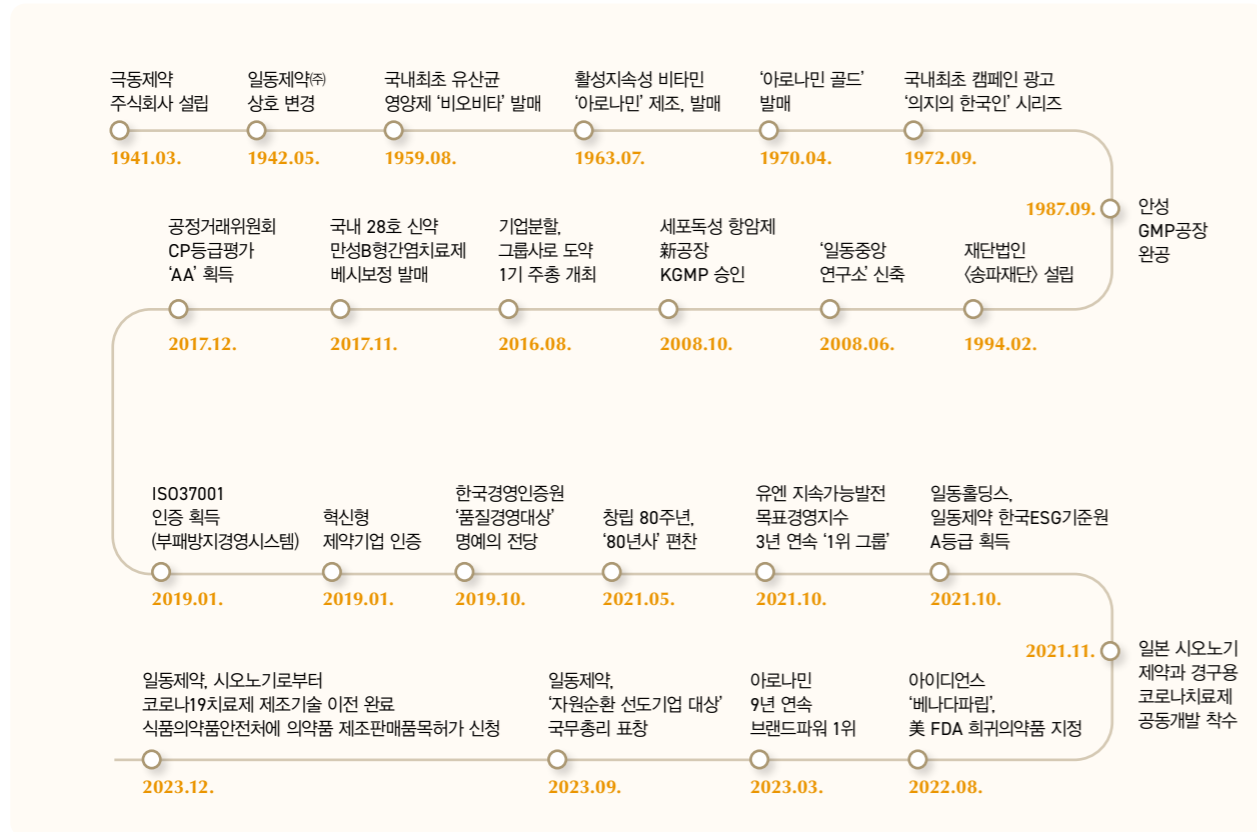 극동제약
주식회사 설립
1941.03.
일동제약㈜
상호 변경
1942.05.
국내최초 유산균
영양제 ‘비오비타’ 발매
1959.08.
활성지속성 비타민
‘아로나민’ 제조, 발매
1963.07.
‘아로나민 골드’
발매
1970.04.
국내최초 캠페인 광고
‘의지의 한국인’ 시리즈
1972.09.
1987.09.
안성
GMP공장
완공
재단법인
〈송파재단〉 설립
1994.02.
‘일동중앙
연구소’ 신축
2008.06.
세포독성 항암제
新공장
KGMP 승인
2008.10.
기업분할,
그룹사로 도약
1기 주총 개최
2016.08.
국내 28호 신약
만성B형간염치료제
베시보정 발매
2017.11.
공정거래위원회
CP등급평가
‘AA’ 획득
2017.12.
ISO37001
인증 획득
(부패방지경영시스템)
2019.01.
혁신형
제약기업 인증
2019.01.
한국경영인증원
‘품질경영대상’
명예의 전당
2019.10.
창립 80주년,
‘80년사’ 편찬
2021.05.
유엔 지속가능발전
목표경영지수
3년 연속 ‘1위 그룹’
2021.10.
일동홀딩스,
일동제약 한국ESG기준원
A등급 획득
2021.10.
2021.11.
일본 시오노기
제약과 경구용
코로나치료제
공동개발 착수
아이디언스
‘베나다파립’,
美 FDA 희귀의약품 지정
2022.08.
아로나민
9년 연속
브랜드파워 1위
2023.03.
일동제약,
‘자원순환 선도기업 대상’
국무총리 표창
2023.09.
일동제약, 시오노기로부터
코로나19치료제 제조기술 이전 완료
식품의약품안전처에 의약품 제조판매품목허가 신청
2023.12.